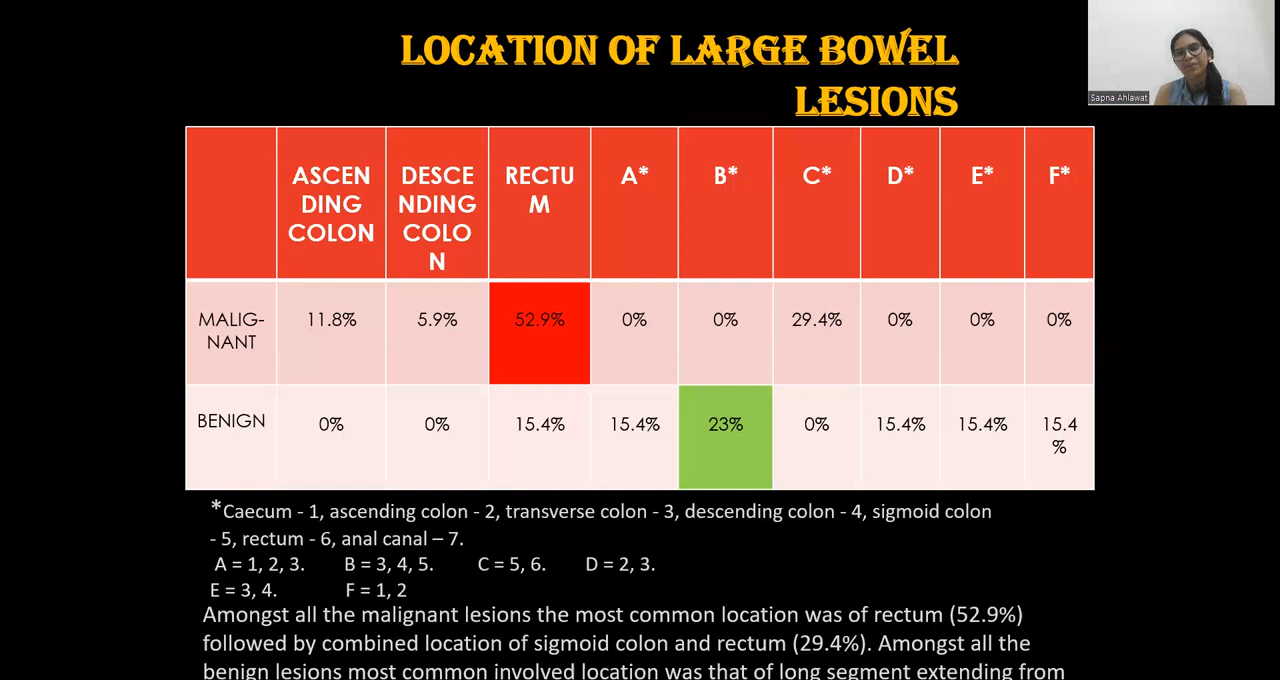 LOCATION OF LARGE BOWEL
LESIONS
Sapna Ahlawat
ASCEN
DING
COLON
DESCE
NDING
COLO
N
RECTU
M
A*
B*
C*
D*
E*
F*
MALIG-
NANT
11.8%
5.9%
52.9%
0%
0%
29.4%
0%
0%
0%
BENIGN
0%
0%
15.4%
15.4%
23%
0%
15.4%
15.4%
15.4
%
*Caecum - 1, ascending colon - 2, transverse colon - 3, descending colon - 4, sigmoid colon
- 5, rectum - 6, anal canal – 7.
A = 1, 2, 3. B = 3, 4, 5. C = 5, 6. D = 2, 3.
E = 3, 4. F = 1, 2
Amongst all the malignant lesions the most common location was of rectum (52.9%)
followed by combined location of sigmoid colon and rectum (29.4%). Amongst all the
benign lesions most common involved location was that of long segment extending from